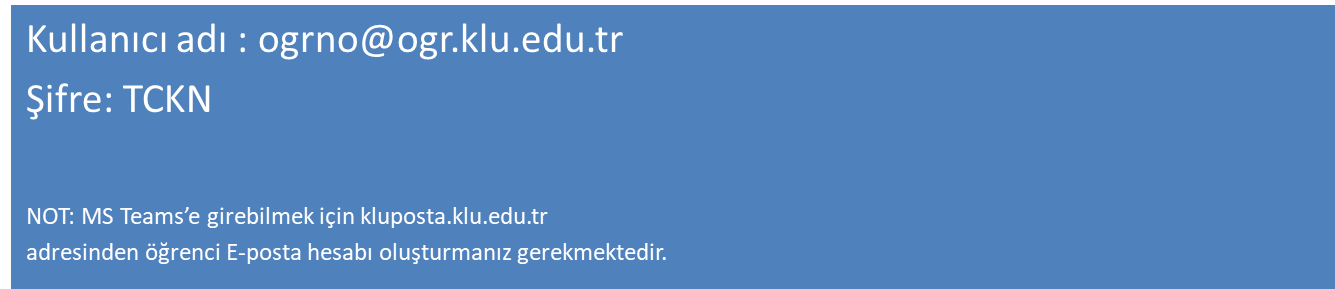 Kullanıcı adı : ogrno@ogr.klu.edu.tr
Şifre: TCKN
NOT: MS Teams’e girebilmek için kluposta.klu.edu.tr
adresinden öğrenci E-posta hesabı oluşturmanız gerekmektedir.